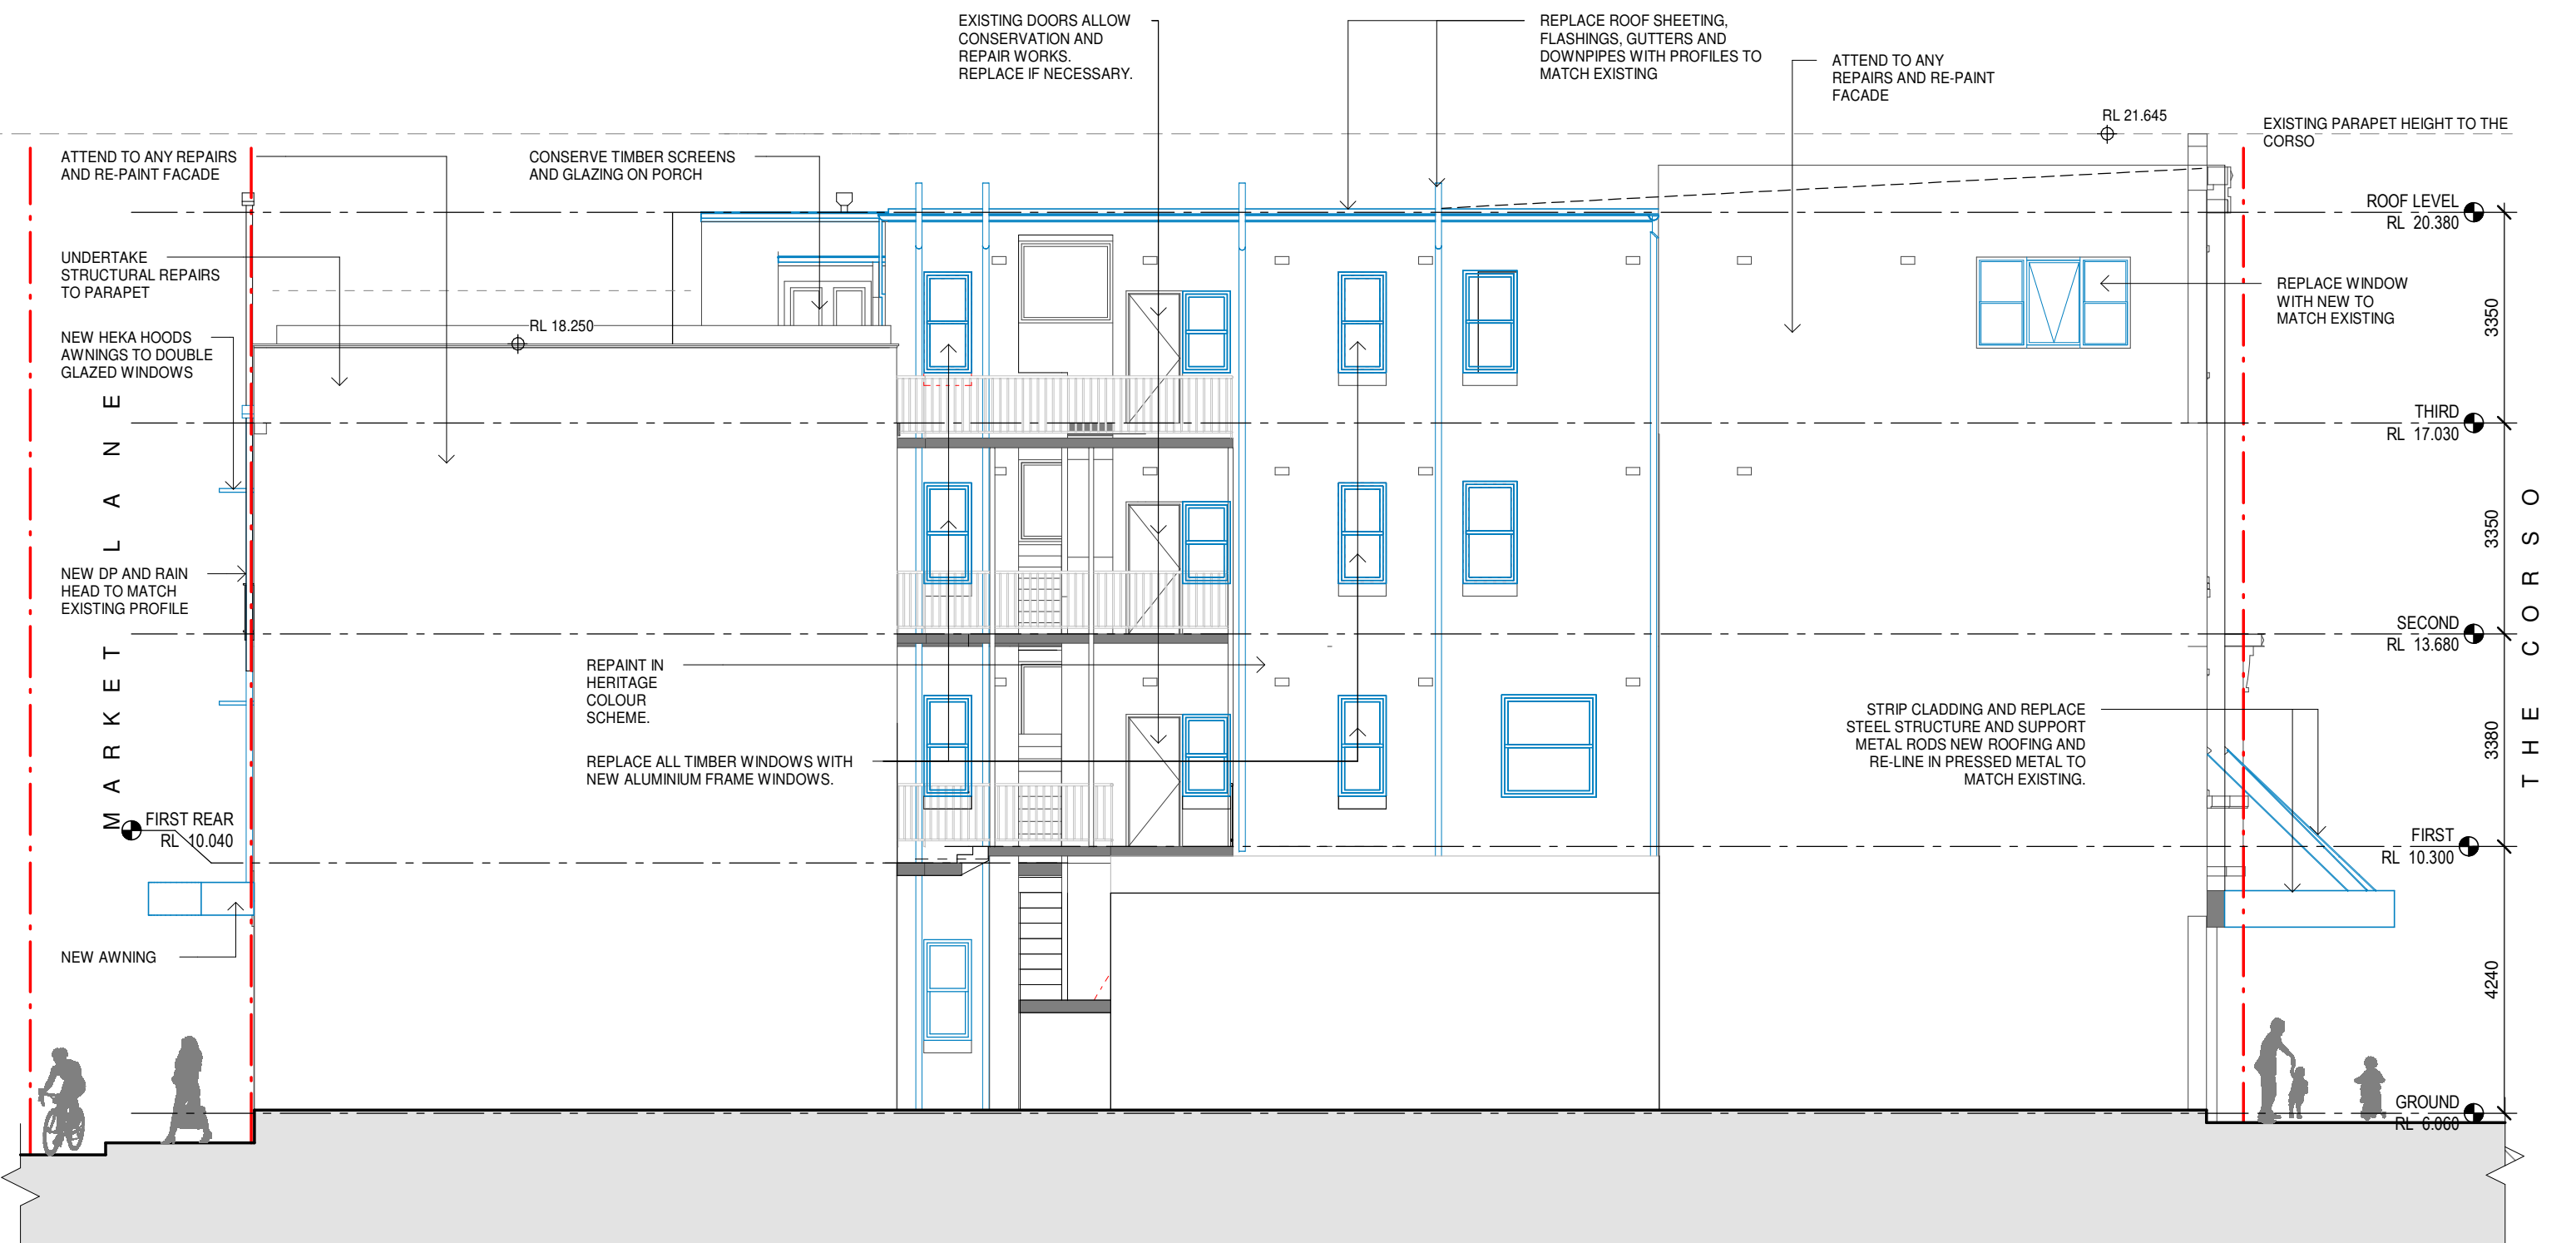 EXISTING DOORS ALLOW
CONSERVATION AND
REPAIR WORKS.
REPLACE IF NECESSARY.
REPLACE ROOF SHEETING,
FLASHINGS, GUTTERS AND
DOWNPIPES WITH PROFILES TO
MATCH EXISTING
ATTEND TO ANY
REPAIRS AND RE-PAINT
FACADE
RL 21.645
EXISTING PARAPET HEIGHT TO THE
CORSO
ATTEND TO ANY REPAIRS
AND RE-PAINT FACADE
CONSERVE TIMBER SCREENS
AND GLAZING ON PORCH
ROOF LEVEL
RL 20.380
UNDERTAKE
STRUCTURAL REPAIRS
TO PARAPET
REPLACE WINDOW
WITH NEW TO
MATCH EXISTING
3350
RL 18.250
NEW HEKA HOODS
AWNINGS TO DOUBLE
GLAZED WINDOWS
THIRD
RL 17.030
MARKET LANE
3350
THE CORSO
NEW DP AND RAIN
HEAD TO MATCH
EXISTING PROFILE
SECOND
RL 13.680
REPAINT IN
HERITAGE
COLOUR
SCHEME.
STRIP CLADDING AND REPLACE
STEEL STRUCTURE AND SUPPORT
METAL RODS NEW ROOFING AND
RE-LINE IN PRESSED METAL TO
MATCH EXISTING.
3380
REPLACE ALL TIMBER WINDOWS WITH
NEW ALUMINIUM FRAME WINDOWS.
FIRST REAR
RL 10.040
FIRST
RL 10.300
NEW AWNING
4240
GROUND
RL 6.060